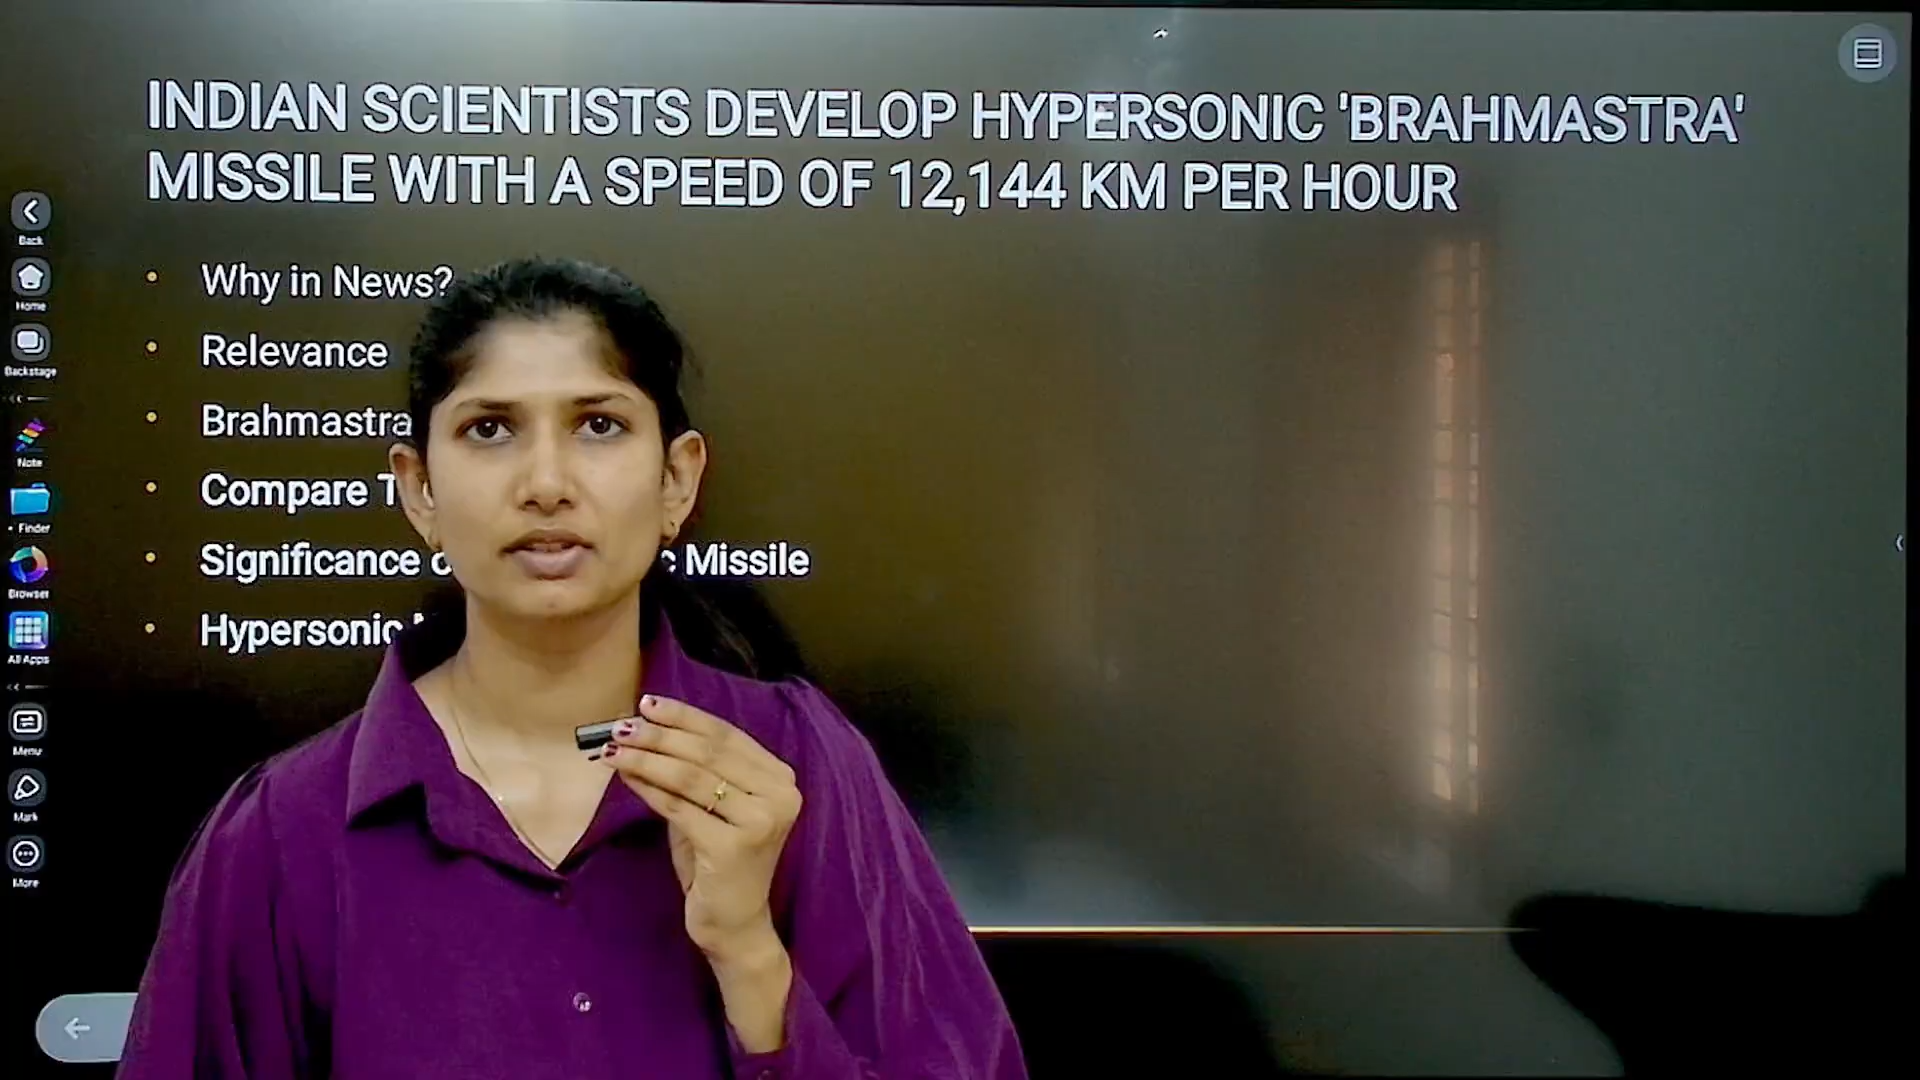 INDIAN SCIENTISTS DEVELOP HYPERSONIC 'BRAHMASTRA'
MISSILE WITH A SPEED OF 12,144 KM PER HOUR
• Why in News?
• Relevance
• Brahmastra
• Compare
• Significance Missile
• Hypersonic
Back
Home
Backstage
Note
• Finder
Browser
All Apps
Menu
Mark
More